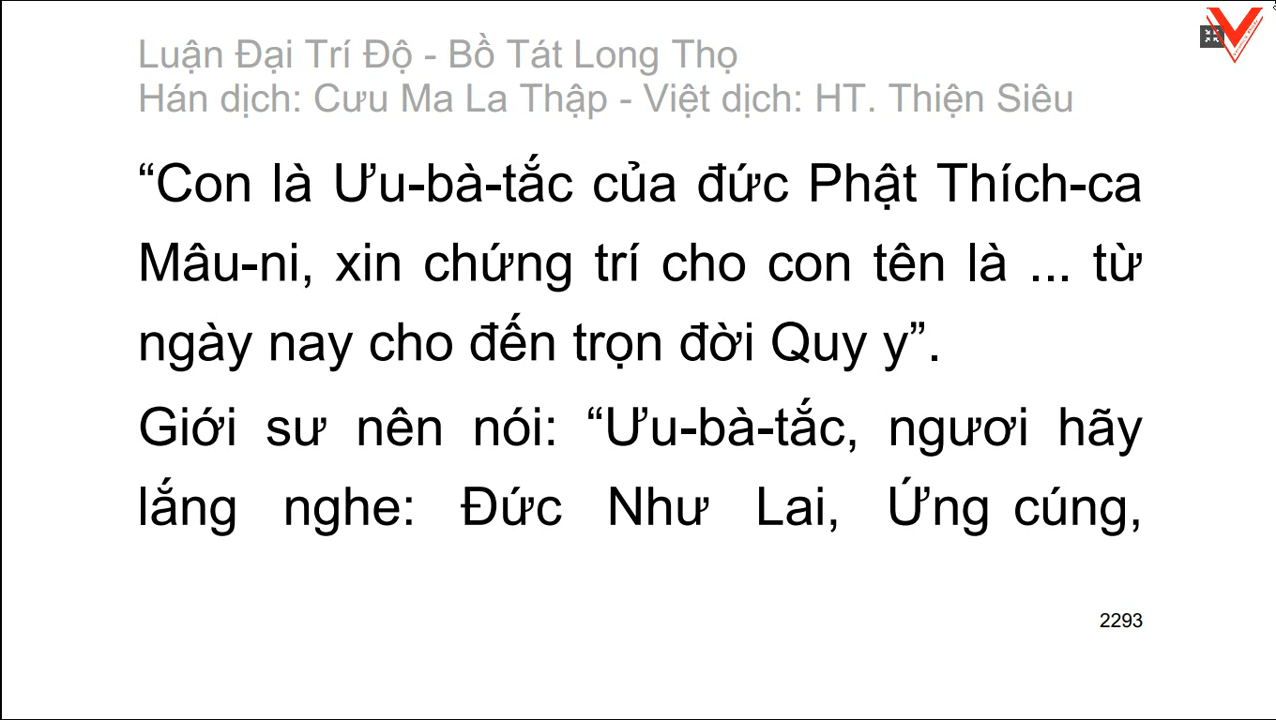 Luận Đại Trí Độ - Bồ Tát Long Thọ
Hán dịch: Cưu Ma La Thập - Việt dịch: HT. Thiện Siêu
“Con là Ưu-bà-tắc của đức Phật Thích-ca
Mâu-ni, xin chứng trí cho con tên là ... từ
ngày nay cho đến trọn đời Quy y”.
Giới sư nên nói: “Ưu-bà-tắc, ngươi hãy
lắng nghe: Đức Như Lai, Ứng cúng,
2293